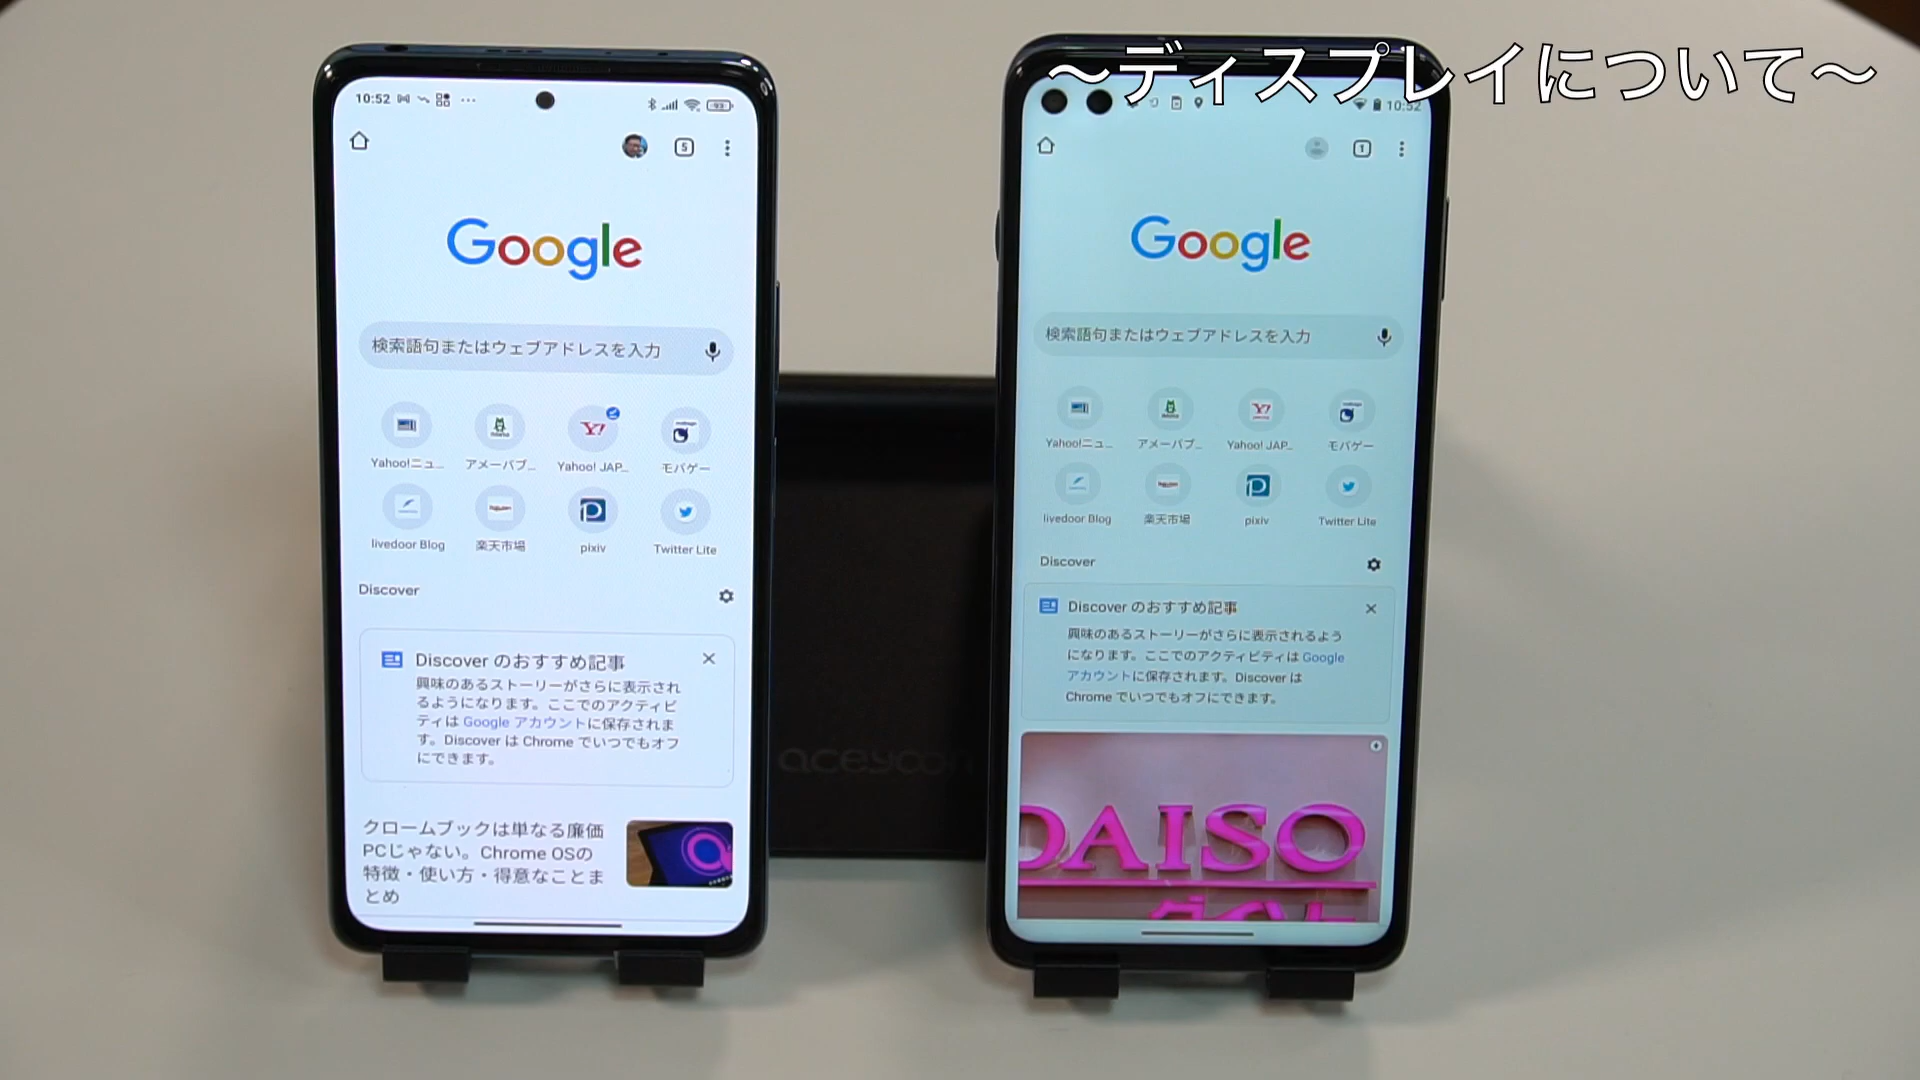 ～ディスプレイについて～
10:52
93
5
Google
検索語句またはウェブアドレスを入力
Yahoo!ニュ...
アメーバブ...
Yahoo! JAP...
モバゲー
livedoor Blog
楽天市場
pixiv
Twitter Lite
Discover
Discover のおすすめ記事
興味のあるストーリーがさらに表示され
るようになります。ここでのアクティビ
ティは Google アカウントに保存されま
す。Discover は Chrome でいつでもオフ
にできます。
クロームブックは単なる廉価
PCじゃない。Chrome OSの
特徴・使い方・得意なことま
とめ
aceyoon
10:52
1
Google
検索語句またはウェブアドレスを入力
Yahoo!ニュ...
アメーバブ...
Yahoo! JAP...
モバゲー
livedoor Blog
楽天市場
pixiv
Twitter Lite
Discover
Discover のおすすめ記事
興味のあるストーリーがさらに表示されるよう
になります。ここでのアクティビティは Google
アカウントに保存されます。Discover は
Chrome でいつでもオフにできます。
DAISO